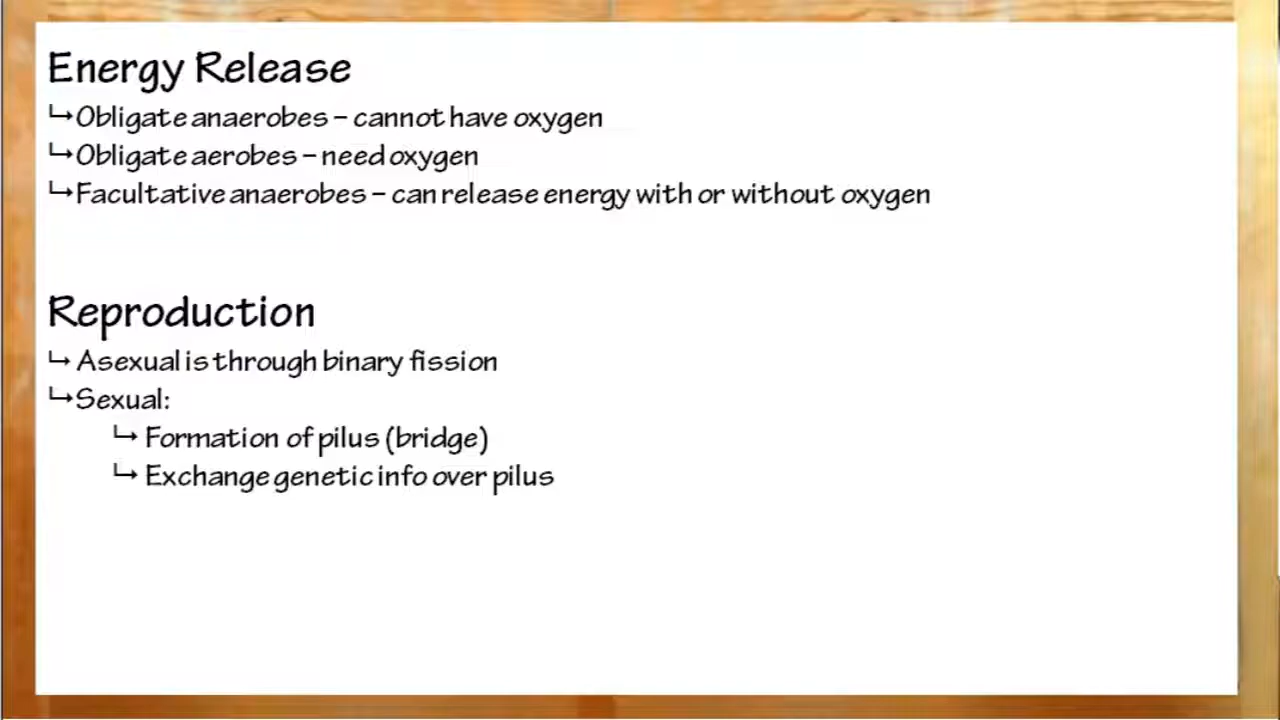 Energy Release
↳Obligate anaerobes – cannot have oxygen
↳Obligate aerobes – need oxygen
↳Facultative anaerobes – can release energy with or without oxygen
Reproduction
↳ Asexual is through binary fission
↳Sexual:
↳ Formation of pilus (bridge)
↳ Exchange genetic info over pilus